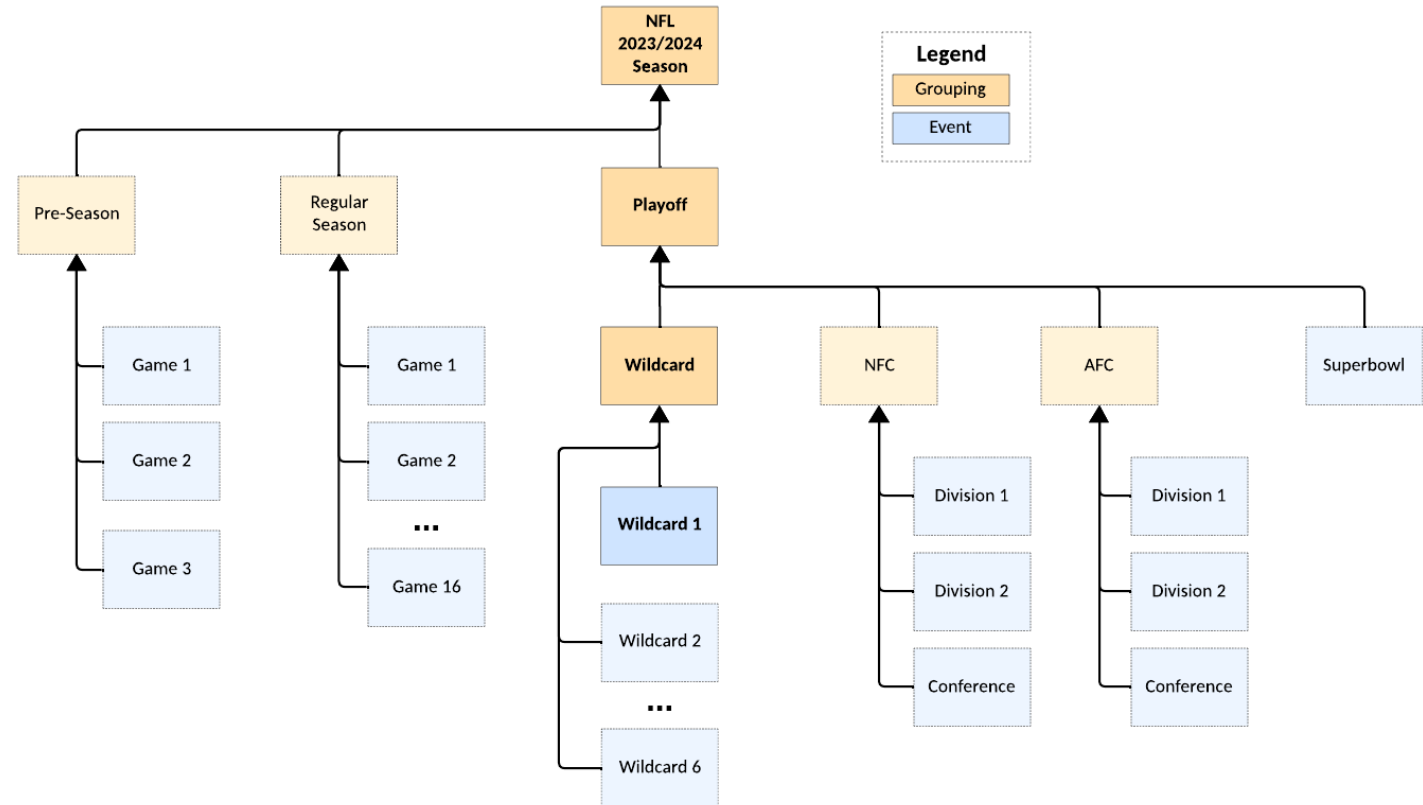 NFL
2023/2024
Season
Legend
Grouping
Event
Pre-Season
Regular
Season
Playoff
Game 1
Game 2
Game 3
Game 1
Game 2
...
Game 16
Wildcard
Wildcard 1
Wildcard 2
...
Wildcard 6
NFC
Division 1
Division 2
Conference
AFC
Division 1
Division 2
Conference
Superbowl